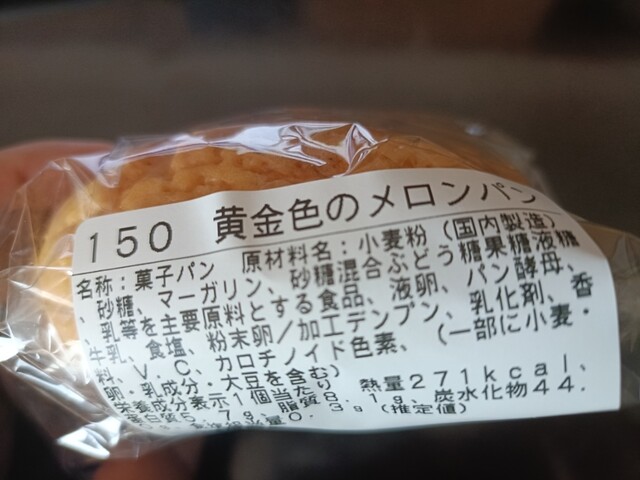 150 黄金色のメロンパン
名称:菓子パン 原材料名:小麦粉(国内製造)
、砂糖、マーガリン、砂糖混合ぶどう糖果糖液糖
、乳等を主要原料とする食品、液卵、パン酵母、
牛乳、食塩、粉末卵/加工デンプン、乳化剤、香
料、V.C、カロチノイド色素、(一部に小麦・
卵・乳成分・大豆を含む)
栄養成分表示1個当たり 熱量271kcal、
脂質8.1g、炭水化物44.
7g、 0.3g(推定値)